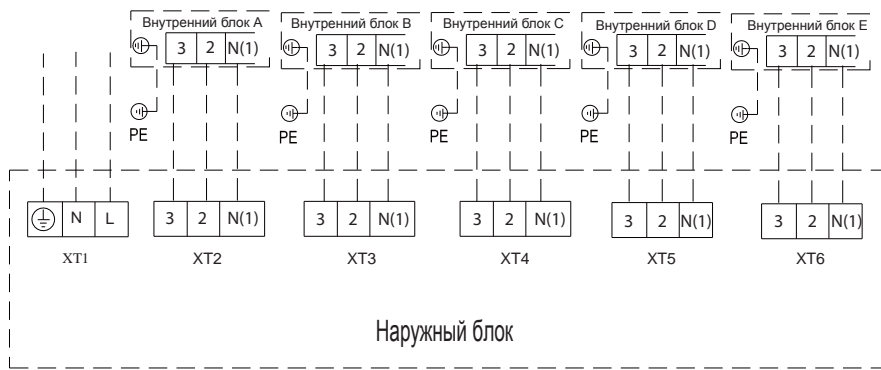 Внутренний блок A
Внутренний блок B
Внутренний блок C
Внутренний блок D
Внутренний блок E
3 2 N(1)
3 2 N(1)
3 2 N(1)
3 2 N(1)
3 2 N(1)
PE
PE
PE
PE
PE
N L
3 2 N(1)
3 2 N(1)
3 2 N(1)
3 2 N(1)
3 2 N(1)
XT1
XT2
XT3
XT4
XT5
XT6
Наружный блок